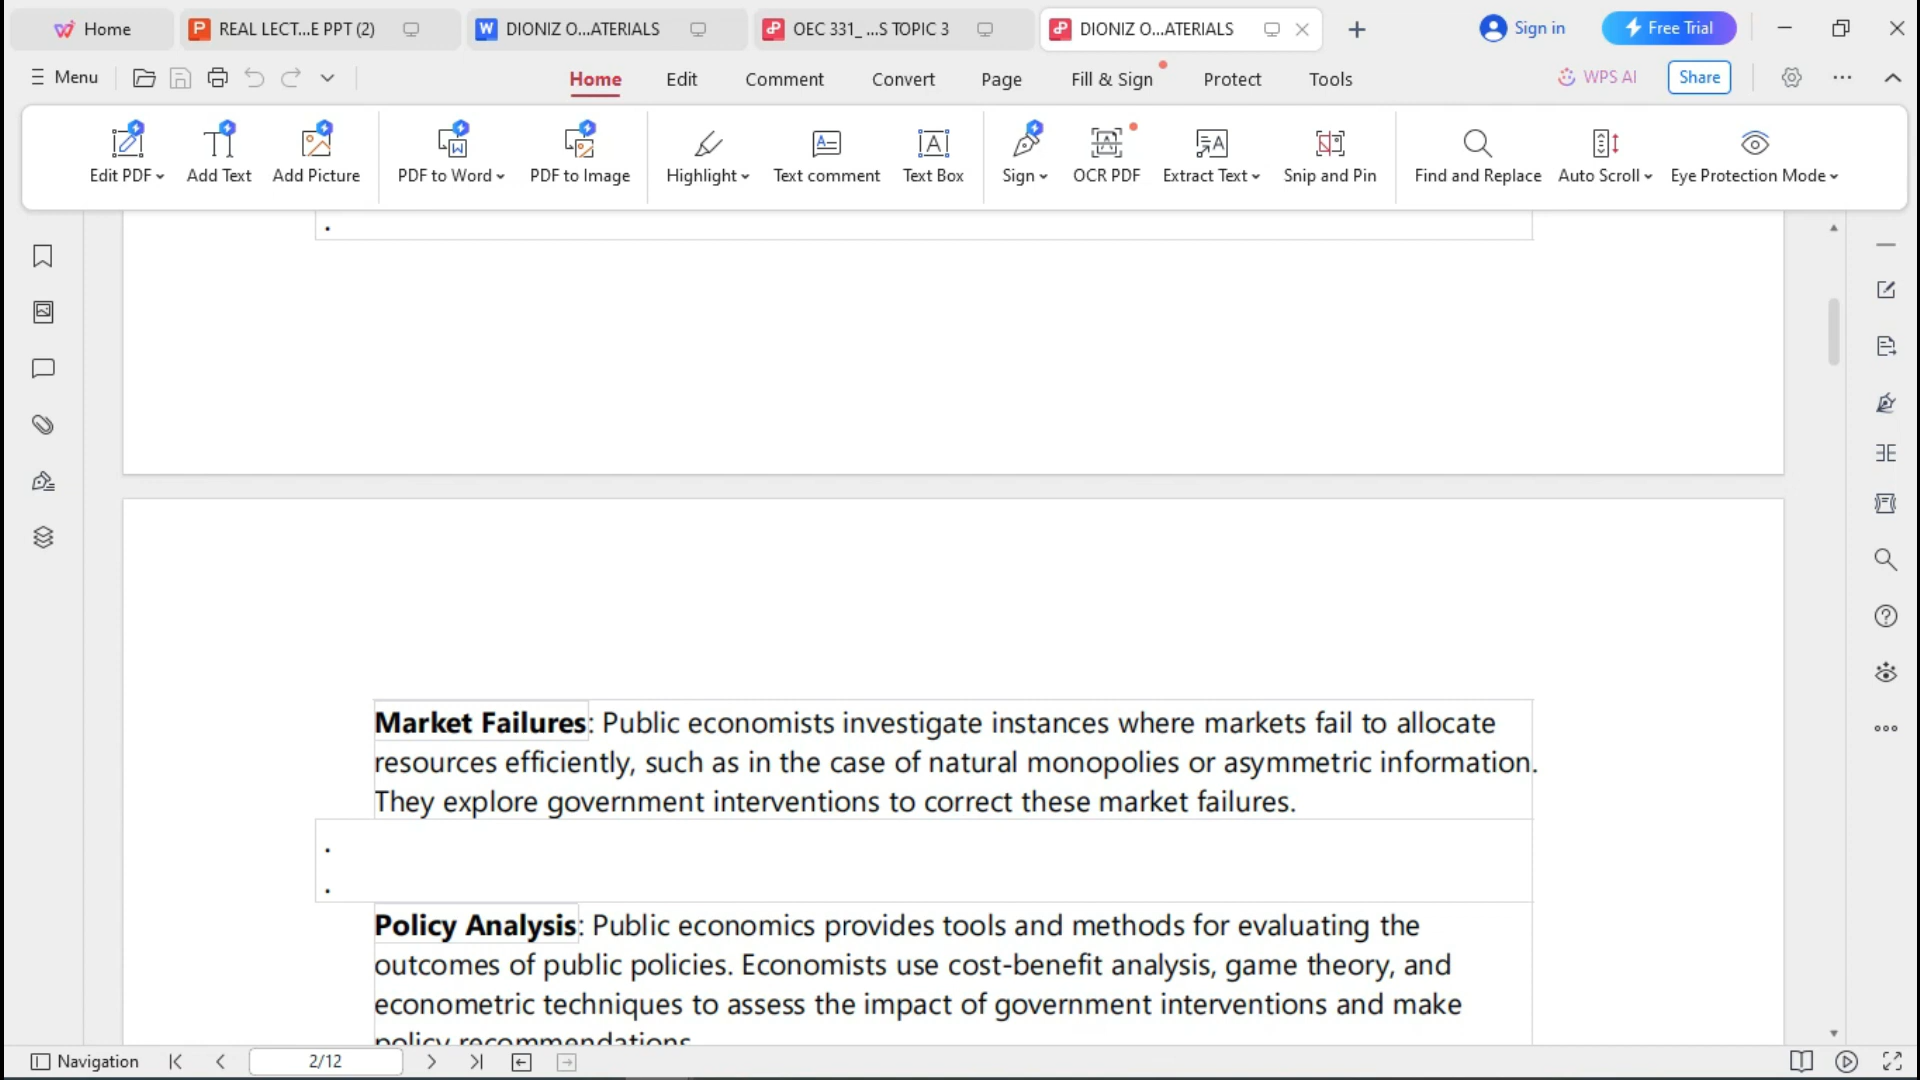 Home
REAL LECT...E PPT (2)
DIONIZ O...ATERIALS
OEC 331_ ...S TOPIC 3
DIONIZ O...ATERIALS
Sign in
Free Trial
Menu
Home
Edit
Comment
Convert
Page
Fill & Sign
Protect
Tools
WPS AI
Share
Edit PDF
Add Text
Add Picture
PDF to Word
PDF to Image
Highlight
Text comment
Text Box
Sign
OCR PDF
Extract Text
Snip and Pin
Find and Replace
Auto Scroll
Eye Protection Mode
.
Market Failures: Public economists investigate instances where markets fail to allocate
resources efficiently, such as in the case of natural monopolies or asymmetric information.
They explore government interventions to correct these market failures.
.
.
Policy Analysis: Public economics provides tools and methods for evaluating the
outcomes of public policies. Economists use cost-benefit analysis, game theory, and
econometric techniques to assess the impact of government interventions and make
policy recommendations.
Navigation
2/12